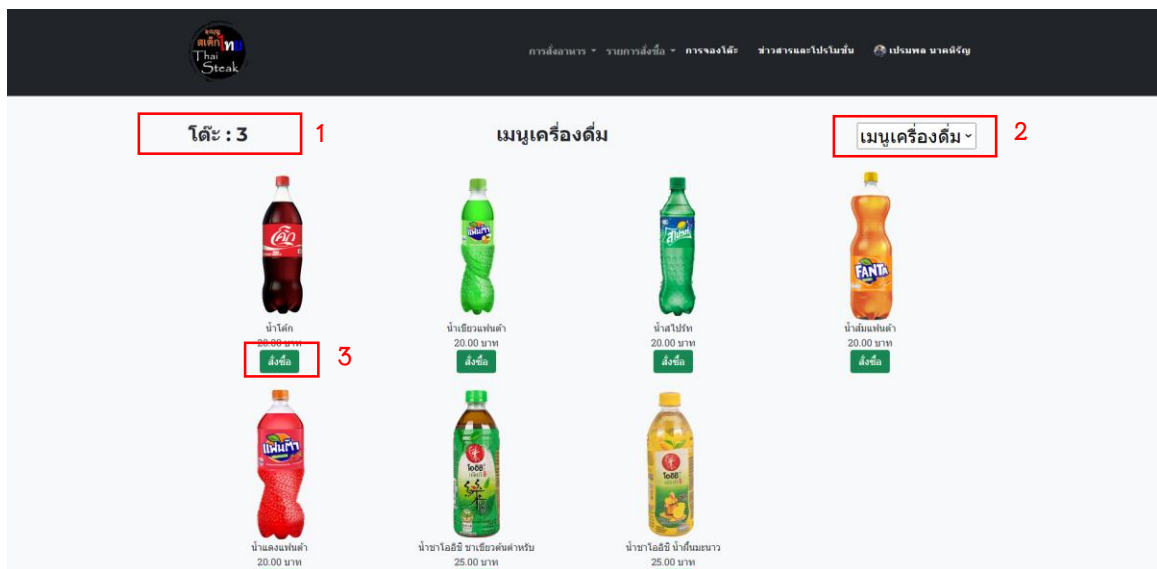 สเต็กไทย
Thai
Steak
การสั่งอาหาร รายการสั่งซื้อ การจองโต๊ะ ข่าวสารและโปรโมชั่น เปรมพล นาคหิรัญ
โต๊ะ : 3 1 เมนูเครื่องดื่ม เมนูเครื่องดื่ม 2
โค้ก แฟนต้า สไปรท์ FANTA
น้ำโค้ก น้ำเขียวแฟนต้า น้ำสไปร์ท น้ำส้มแฟนต้า
20.00 บาท 20.00 บาท 20.00 บาท 20.00 บาท
สั่งซื้อ 3 สั่งซื้อ สั่งซื้อ สั่งซื้อ
แฟนต้า โออิชิ โออิชิ
น้ำแดงแฟนต้า น้ำชาโออิชิ ชาเขียวต้นตำหรับ น้ำชาโออิชิ น้ำผึ้นมะนาว
20.00 บาท 25.00 บาท 25.00 บาท